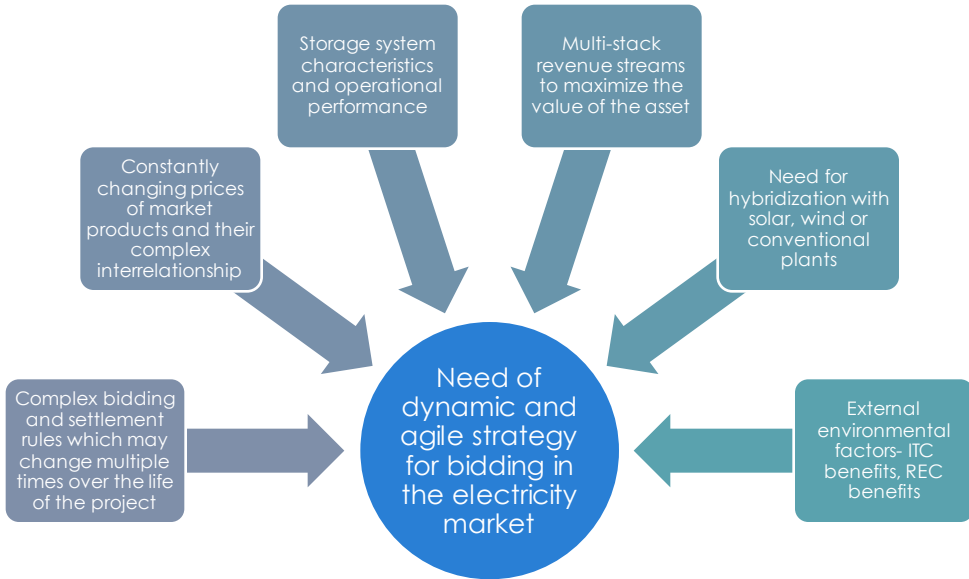 Storage system
characteristics
and operational
performance
Multi-stack
revenue streams
to maximize the
value of the asset
Constantly
changing prices
of market
products and their
complex
interrelationship
Need for
hybridization with
solar, wind or
conventional
plants
Complex bidding
and settlement
rules which may
change multiple
times over the life
of the project
Need of
dynamic and
agile strategy
for bidding in
the electricity
market
External
environmental
factors- ITC
benefits, REC
benefits